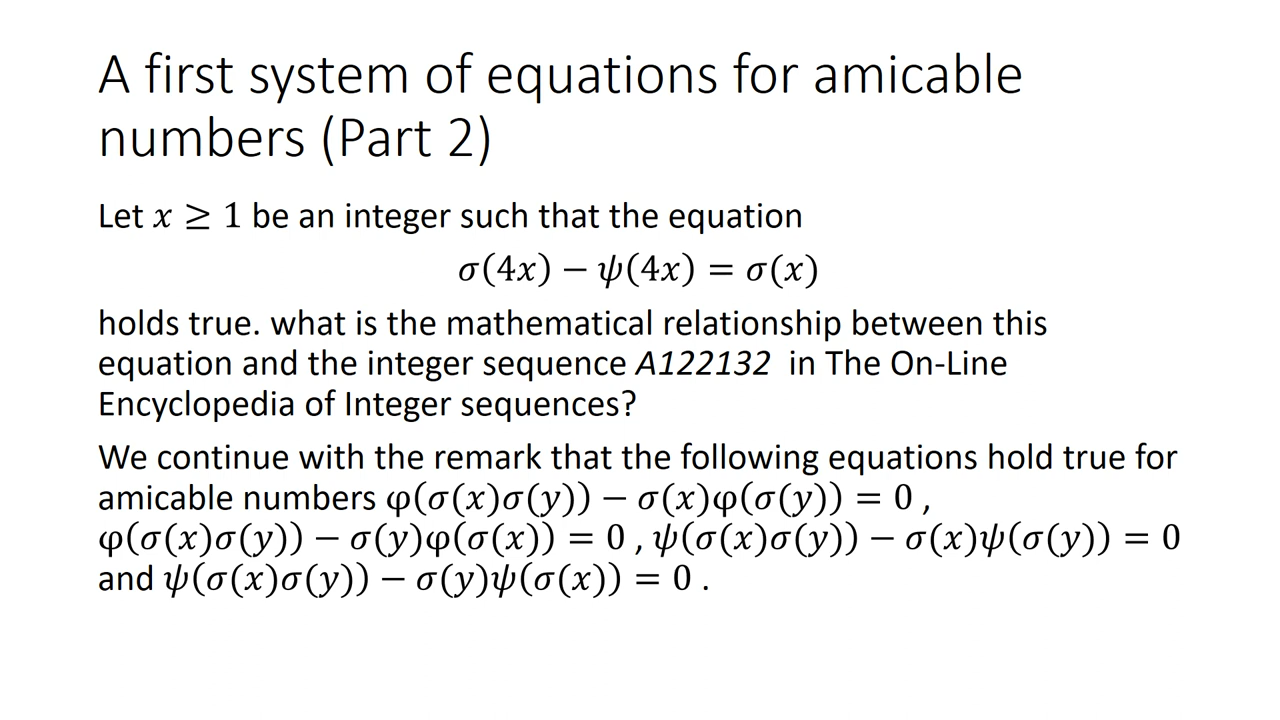 A first system of equations for amicable
numbers (Part 2)
Let 𝑥 ≥ 1 be an integer such that the equation
𝜎(4𝑥) − 𝜓(4𝑥) = 𝜎(𝑥)
holds true. what is the mathematical relationship between this
equation and the integer sequence A122132 in The On-Line
Encyclopedia of Integer sequences?
We continue with the remark that the following equations hold true for
amicable numbers φ(𝜎(𝑥)𝜎(𝑦)) − 𝜎(𝑥)φ(𝜎(𝑦)) = 0 ,
φ(𝜎(𝑥)𝜎(𝑦)) − 𝜎(𝑦)φ(𝜎(𝑥)) = 0 , 𝜓(𝜎(𝑥)𝜎(𝑦)) − 𝜎(𝑥)𝜓(𝜎(𝑦)) = 0
and 𝜓(𝜎(𝑥)𝜎(𝑦)) − 𝜎(𝑦)𝜓(𝜎(𝑥)) = 0 .